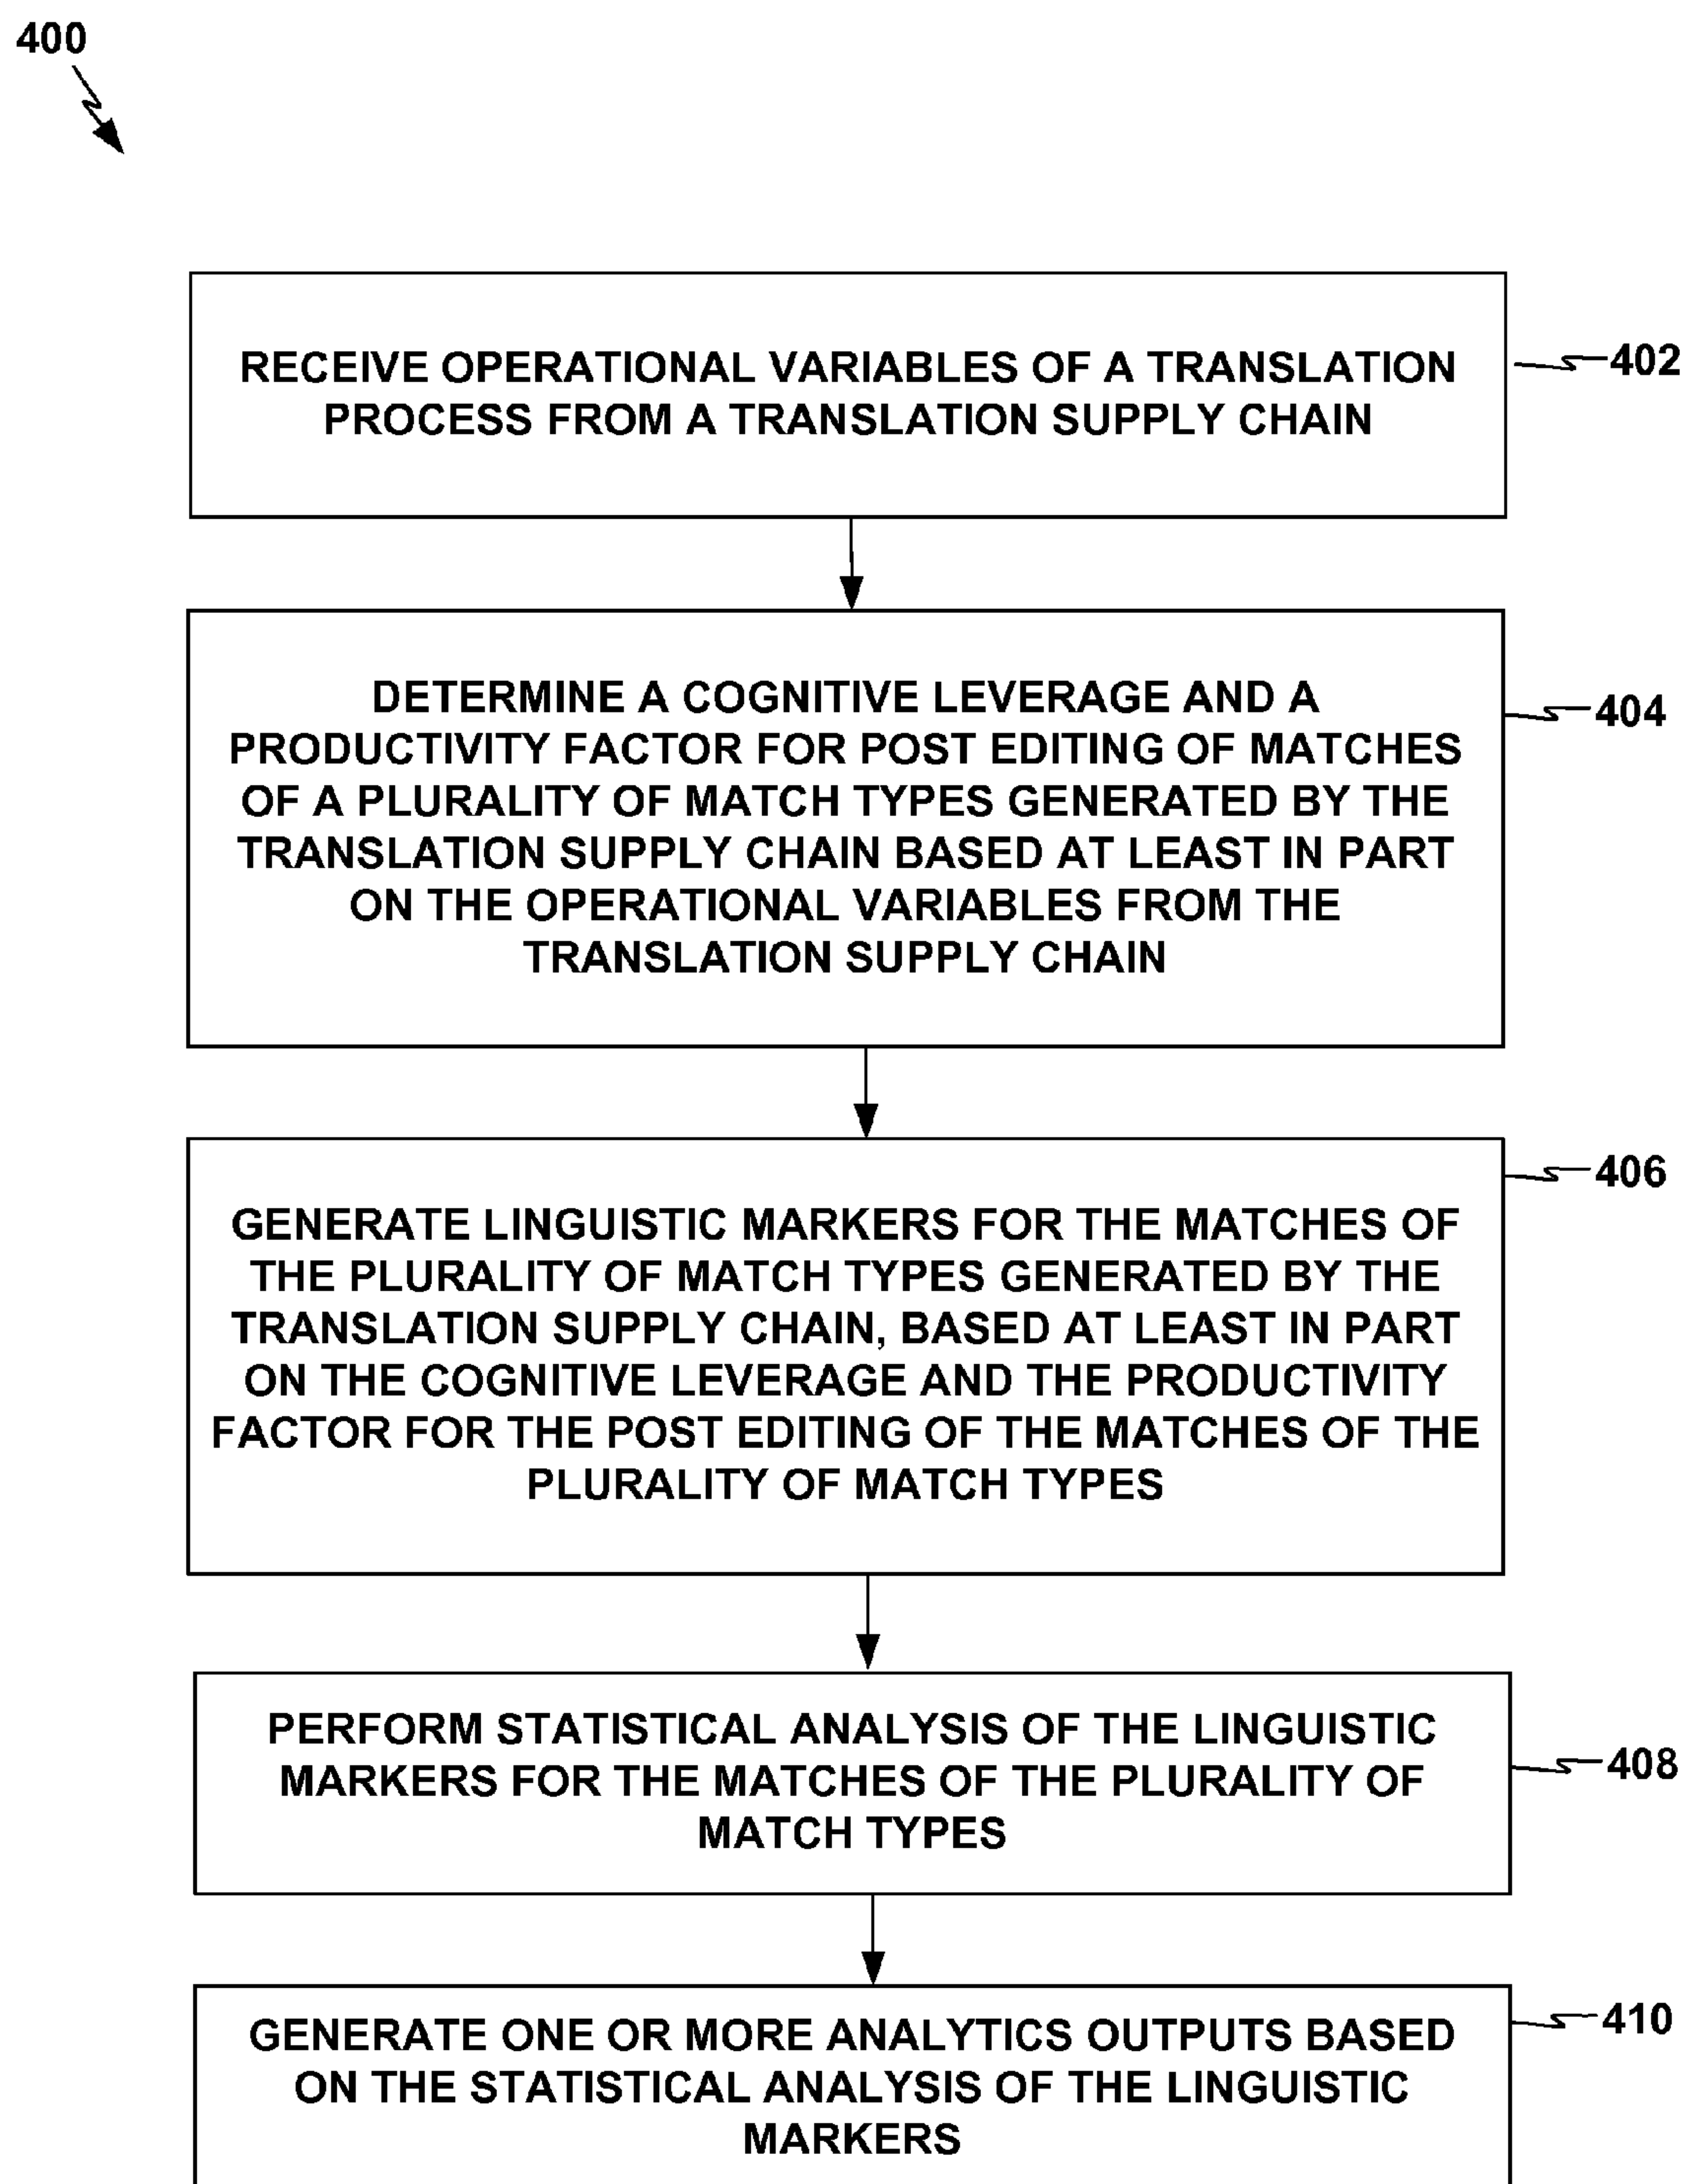 400
RECEIVE OPERATIONAL VARIABLES OF A TRANSLATION
PROCESS FROM A TRANSLATION SUPPLY CHAIN
402
DETERMINE A COGNITIVE LEVERAGE AND A
PRODUCTIVITY FACTOR FOR POST EDITING OF MATCHES
OF A PLURALITY OF MATCH TYPES GENERATED BY THE
TRANSLATION SUPPLY CHAIN BASED AT LEAST IN PART
ON THE OPERATIONAL VARIABLES FROM THE
TRANSLATION SUPPLY CHAIN
404
GENERATE LINGUISTIC MARKERS FOR THE MATCHES OF
THE PLURALITY OF MATCH TYPES GENERATED BY THE
TRANSLATION SUPPLY CHAIN, BASED AT LEAST IN PART
ON THE COGNITIVE LEVERAGE AND THE PRODUCTIVITY
FACTOR FOR THE POST EDITING OF THE MATCHES OF THE
PLURALITY OF MATCH TYPES
406
PERFORM STATISTICAL ANALYSIS OF THE LINGUISTIC
MARKERS FOR THE MATCHES OF THE PLURALITY OF
MATCH TYPES
408
GENERATE ONE OR MORE ANALYTICS OUTPUTS BASED
ON THE STATISTICAL ANALYSIS OF THE LINGUISTIC
MARKERS
410